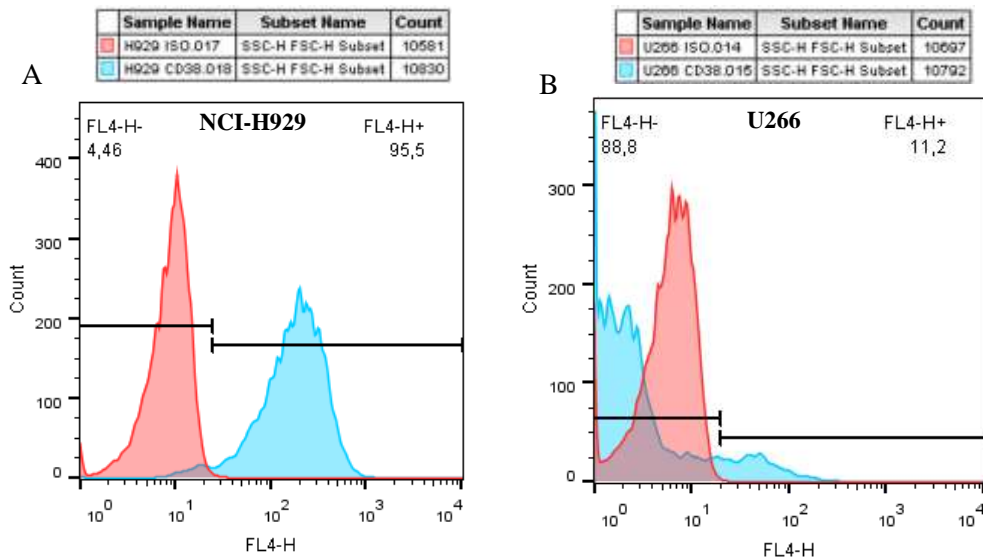 Sample Name Subset Name Count
H929 ISO.017 SSC-H FSC-H Subset 10581
H929 CD38.018 SSC-H FSC-H Subset 10830
A
NCI-H929
FL4-H-
4,46
FL4-H+
95,5
400
300
200
100
0
Count
10^0 10^1 10^2 10^3 10^4
FL4-H
Sample Name Subset Name Count
U266 ISO.014 SSC-H FSC-H Subset 10697
U266 CD38.015 SSC-H FSC-H Subset 10792
B
U266
FL4-H-
88,8
FL4-H+
11,2
300
200
100
0
Count
10^0 10^1 10^2 10^3 10^4
FL4-H